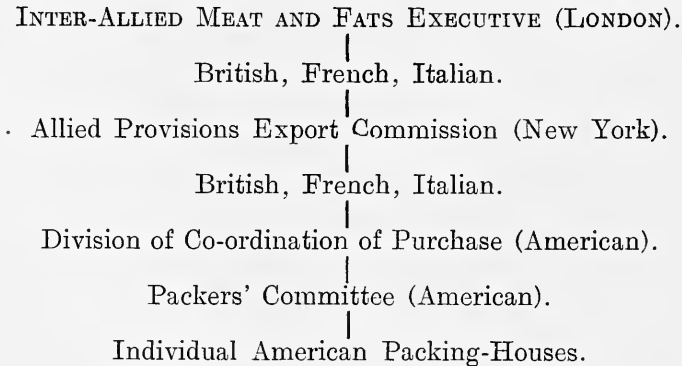 INTER-ALLIED MEAT AND FATS EXECUTIVE (LONDON).
British, French, Italian.
Allied Provisions Export Commission (New York).
British, French, Italian.
Division of Co-ordination of Purchase (American).
Packers' Committee (American).
Individual American Packing-Houses.